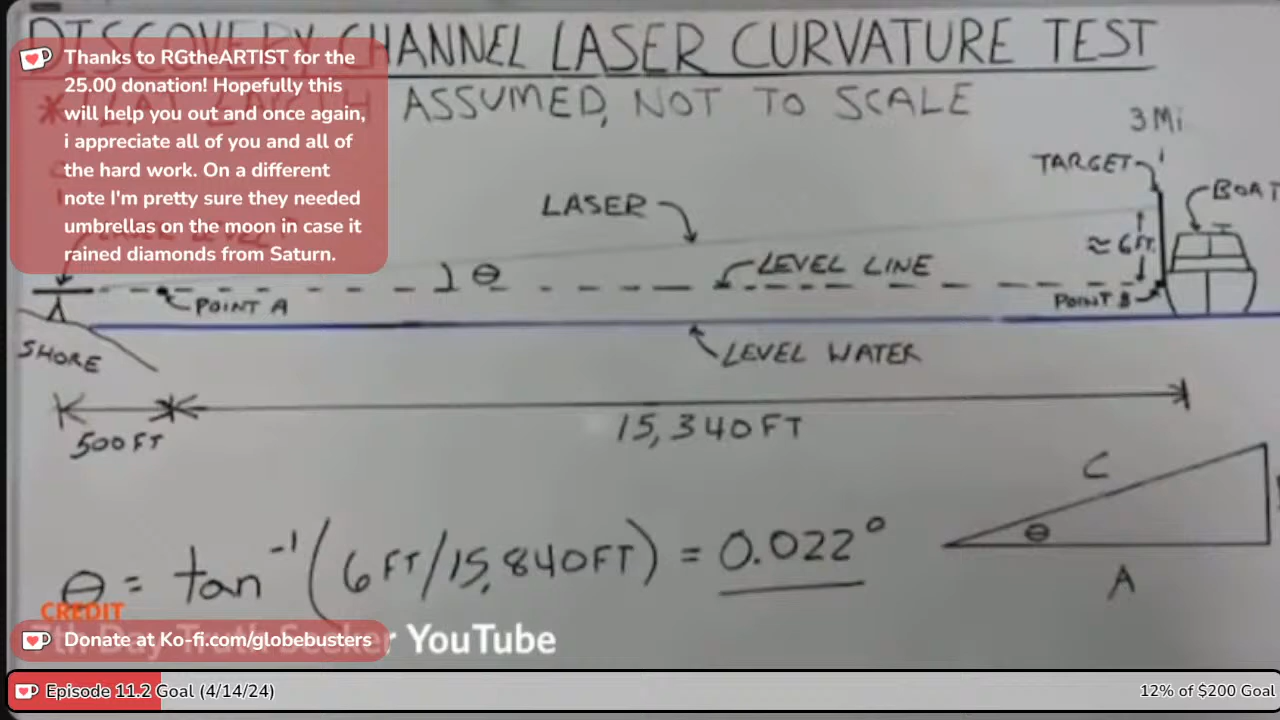 DISCOVERY CHANNEL LASER CURVATURE TEST
ASSUMED, NOT TO SCALE
Thanks to RGtheARTIST for the
25.00 donation! Hopefully this
will help you out and once again,
i appreciate all of you and all of
the hard work. On a different
note I'm pretty sure they needed
umbrellas on the moon in case it
rained diamonds from Saturn.
3 Mi
TARGET
BOAT
LASER
≈ 6 FT.
θ
LEVEL LINE
POINT A
POINT B
SHORE
LEVEL WATER
500 FT
15,340 FT
C
θ
A
θ = tan⁻¹ (6 FT/15,840 FT) = 0.022°
CREDIT
YouTube
Donate at Ko-fi.com/globebusters
Episode 11.2 Goal (4/14/24)
12% of $200 Goal